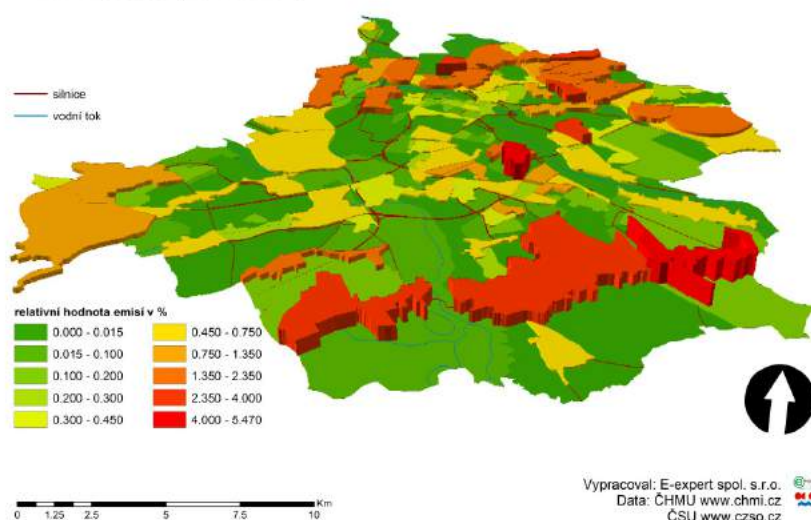 silnice
vodní tok
relativní hodnota emisí v %
0.000 - 0.015
0.015 - 0.100
0.100 - 0.200
0.200 - 0.300
0.300 - 0.450
0.450 - 0.750
0.750 - 1.350
1.350 - 2.350
2.350 - 4.000
4.000 - 5.470
0 1.25 2.5 5 7.5 10 Km
Vypracoval: E-expert spol. s.r.o.
Data: ČHMU www.chmi.cz
ČSU www.czso.cz